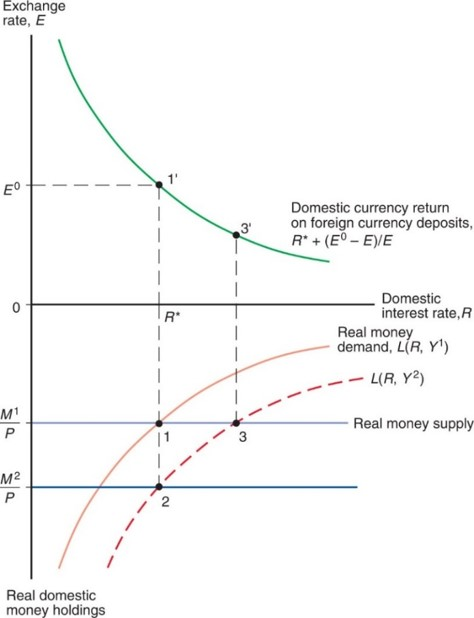 Exchange
rate, E
1'
E⁰
3'
Domestic currency return
on foreign currency deposits,
R* + (E⁰ – E)/E
0
Domestic
interest rate, R
R*
Real money
demand, L(R, Y¹)
L(R, Y²)
M¹
P
1
3
Real money supply
M²
P
2
Real domestic
money holdings